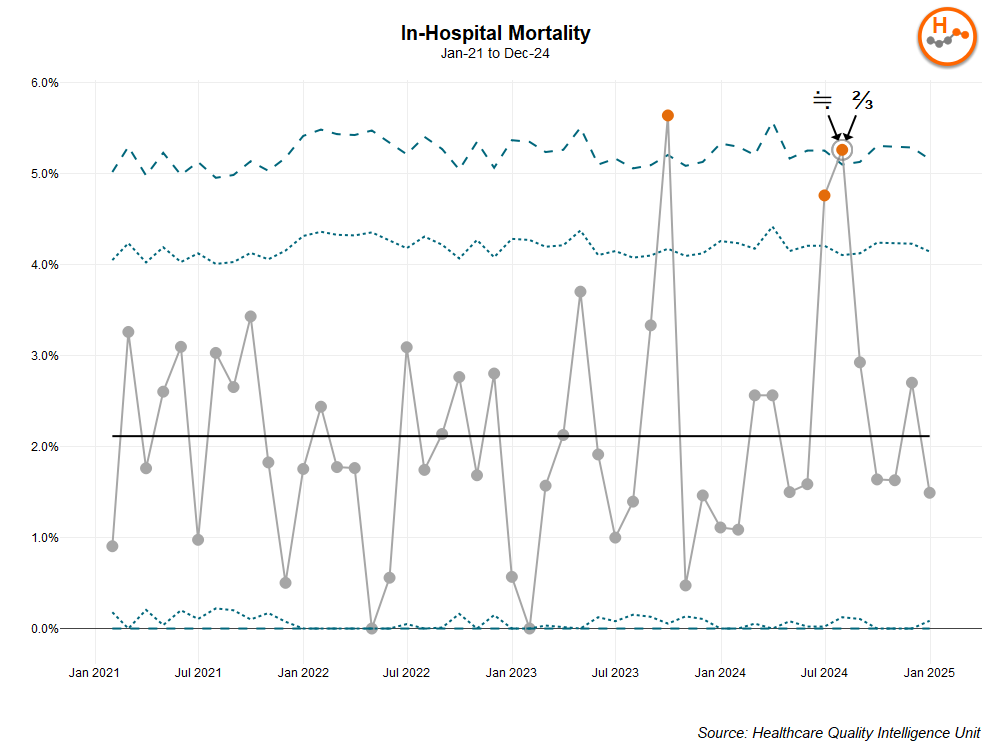 In-Hospital Mortality
Jan-21 to Dec-24
H
6.0%
≒ ⅔
5.0%
4.0%
3.0%
2.0%
1.0%
0.0%
Jan 2021 Jul 2021 Jan 2022 Jul 2022 Jan 2023 Jul 2023 Jan 2024 Jul 2024 Jan 2025
Source: Healthcare Quality Intelligence Unit